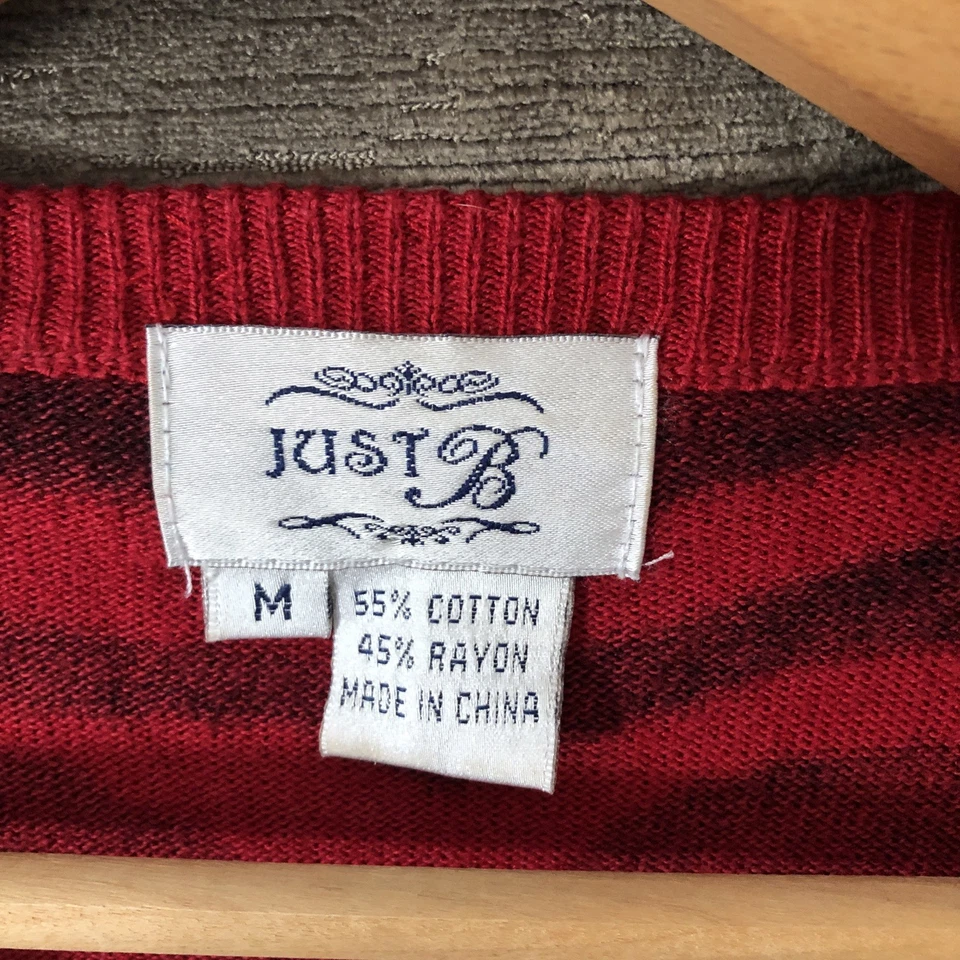 JUST B
M
55% COTTON
45% RAYON
MADE IN CHINA